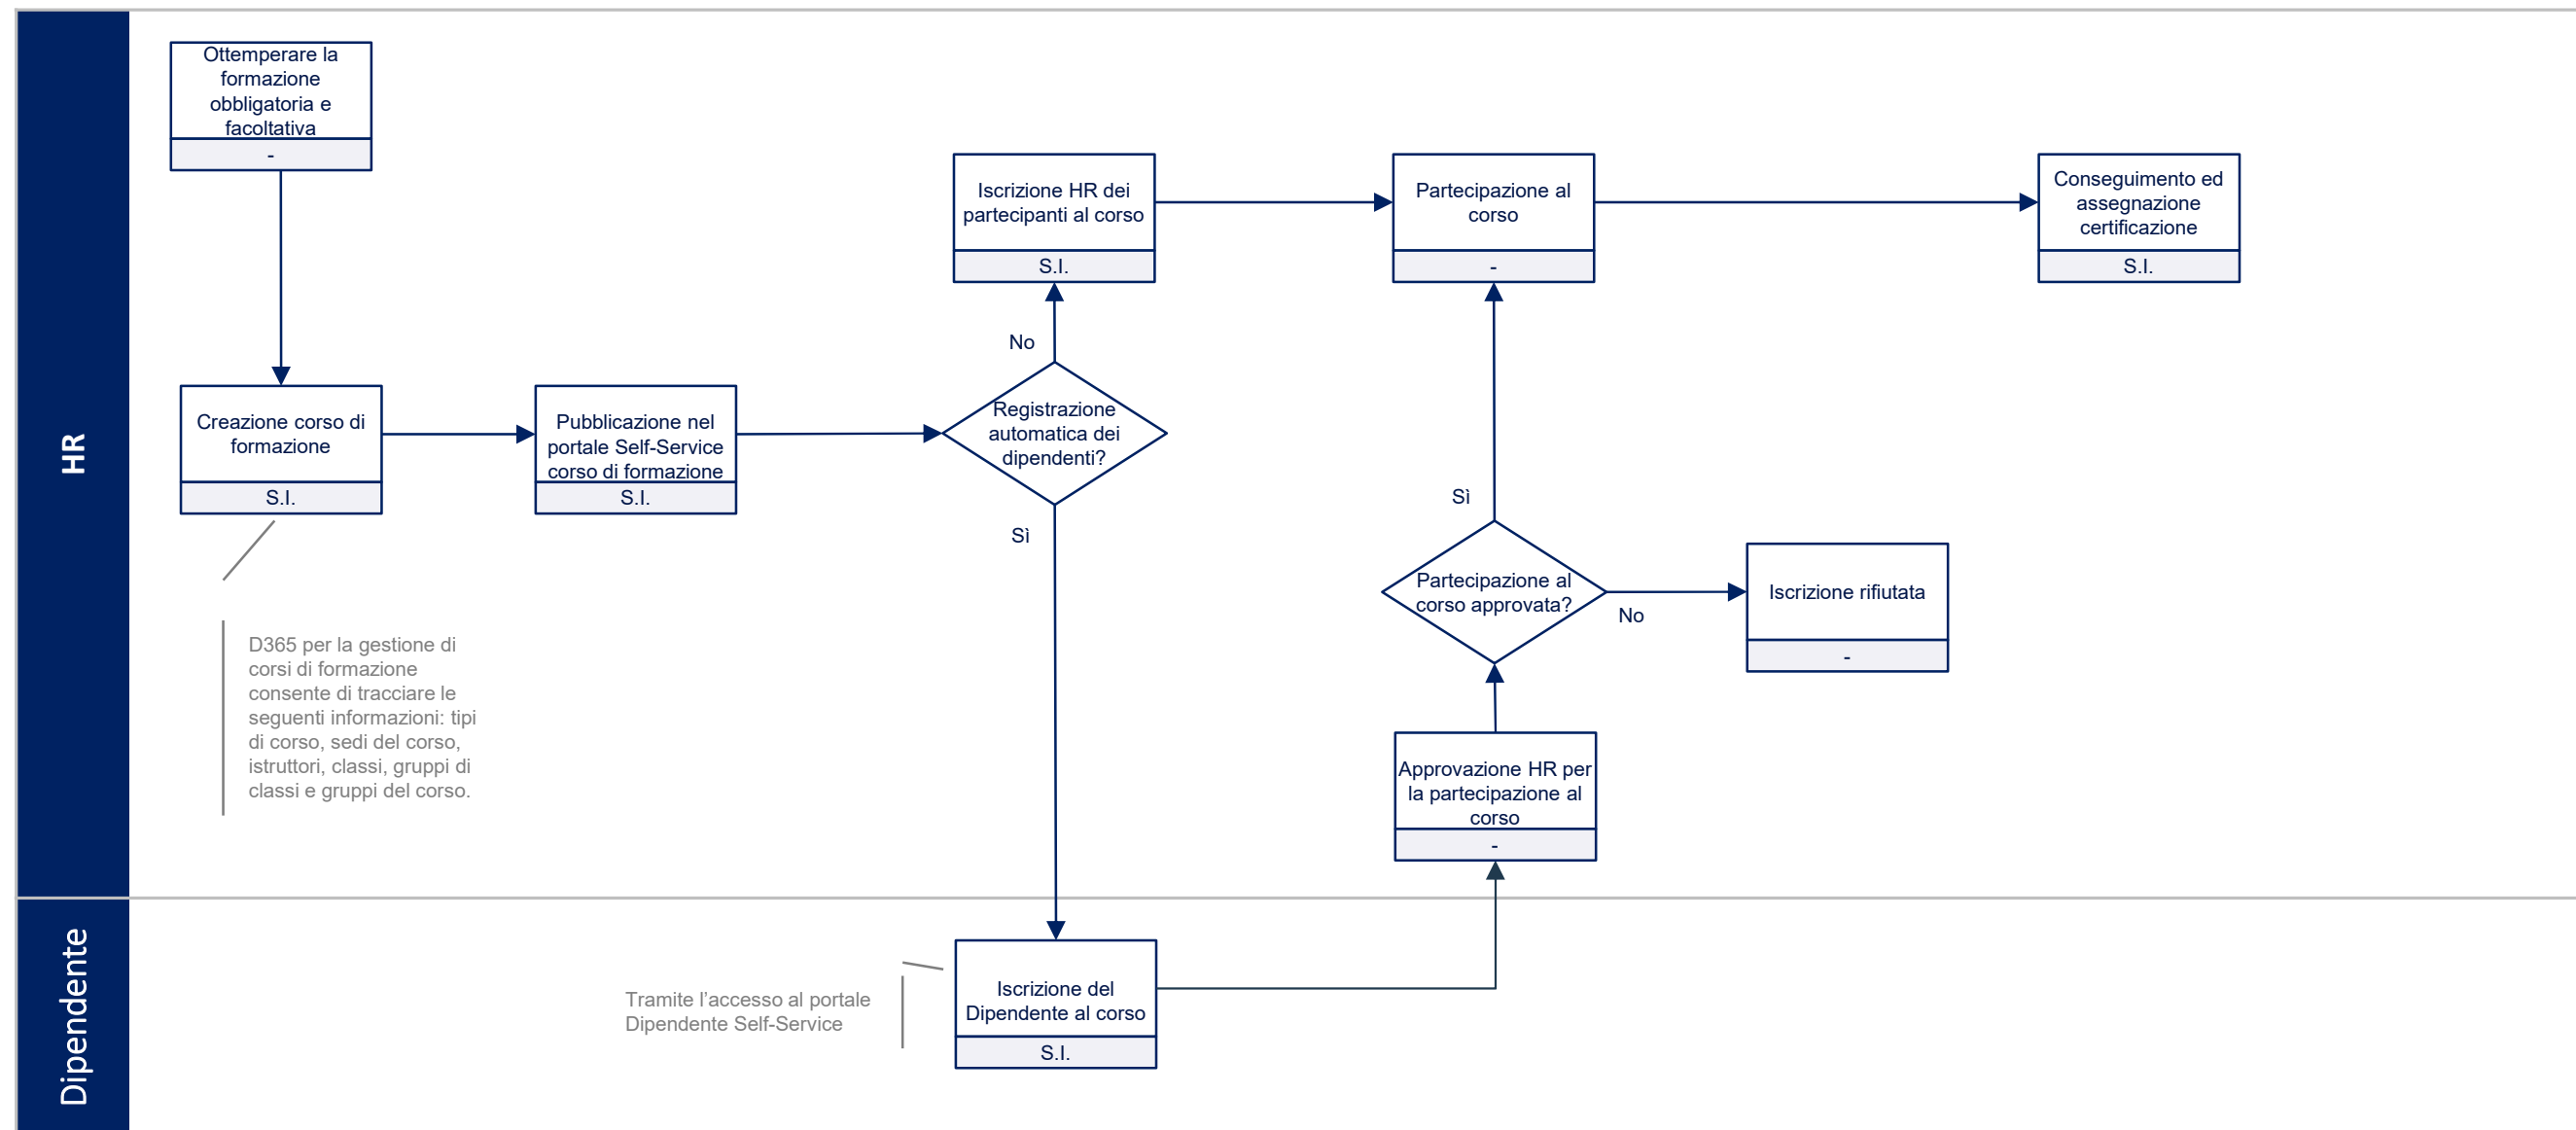 HR
Ottemperare la
formazione
obbligatoria e
facoltativa
-
Creazione corso di
formazione
S.I.
D365 per la gestione di
corsi di formazione
consente di tracciare le
seguenti informazioni: tipi
di corso, sedi del corso,
istruttori, classi, gruppi di
classi e gruppi del corso.
Pubblicazione nel
portale Self-Service
corso di formazione
S.I.
Registrazione
automatica dei
dipendenti?
No
Sì
Iscrizione HR dei
partecipanti al corso
S.I.
Partecipazione al
corso
-
Conseguimento ed
assegnazione
certificazione
S.I.
Sì
Partecipazione al
corso approvata?
No
Iscrizione rifiutata
-
Approvazione HR per
la partecipazione al
corso
-
Dipendente
Tramite l’accesso al portale
Dipendente Self-Service
Iscrizione del
Dipendente al corso
S.I.